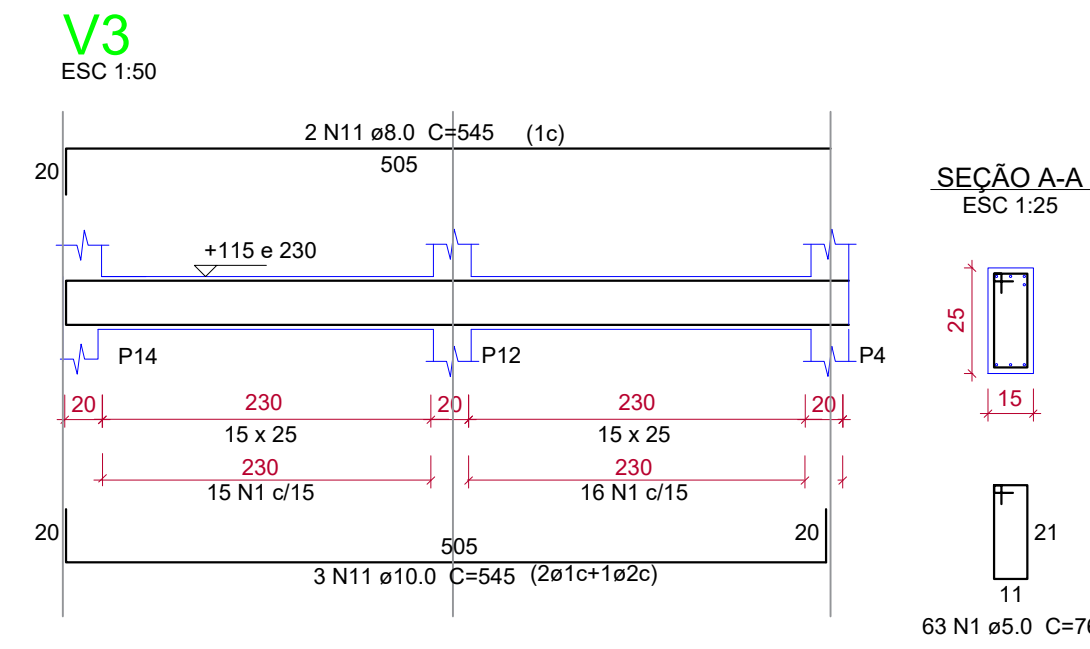 V3
ESC 1:50
2 N11 ø8.0 C=545 (1c)
505
20
+115 e 230
P14
P12
P4
20 230 20 230 20
15 x 25 15 x 25
230 230
15 N1 c/15 16 N1 c/15
20 20
505
3 N11 ø10.0 C=545 (2ø1c+1ø2c)
SEÇÃO A-A
ESC 1:25
25
15
21
11
63 N1 ø5.0 C=76